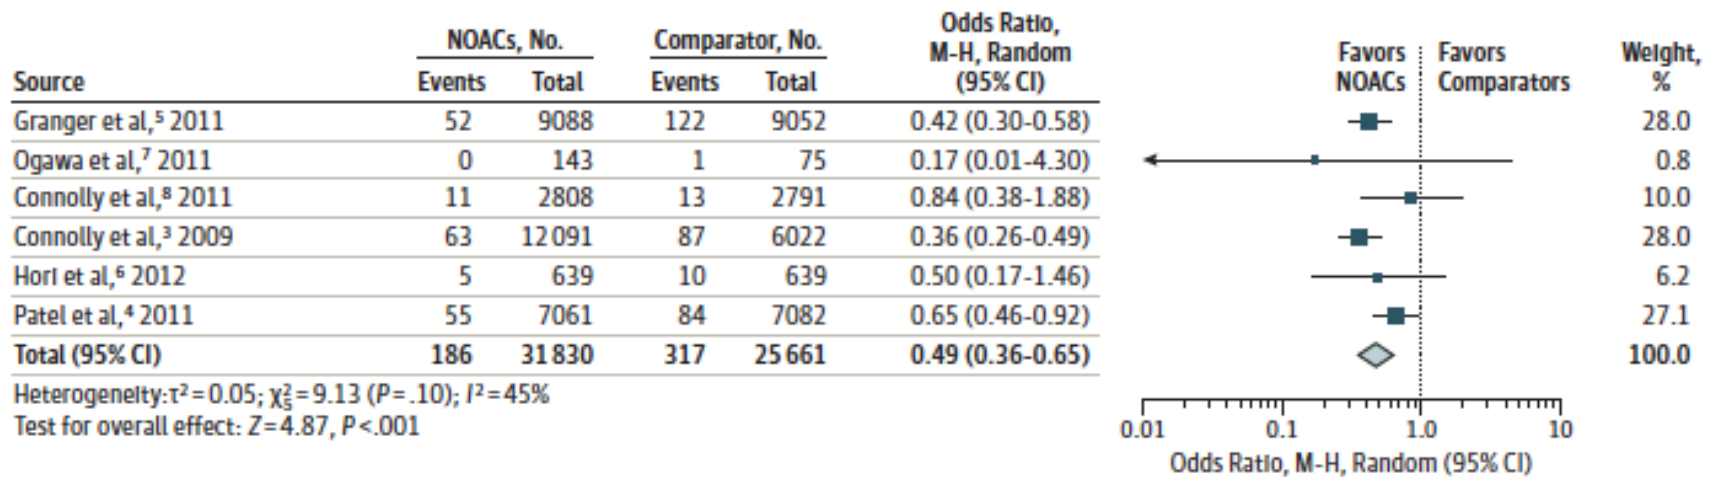 NOACs, No. Comparator, No. Odds Ratio, M-H, Random (95% CI) Favors NOACs Favors Comparators Weight, %
Source Events Total Events Total
Granger et al,⁵ 2011 52 9088 122 9052 0.42 (0.30-0.58) 28.0
Ogawa et al,⁷ 2011 0 143 1 75 0.17 (0.01-4.30) 0.8
Connolly et al,⁸ 2011 11 2808 13 2791 0.84 (0.38-1.88) 10.0
Connolly et al,³ 2009 63 12091 87 6022 0.36 (0.26-0.49) 28.0
Hori et al,⁶ 2012 5 639 10 639 0.50 (0.17-1.46) 6.2
Patel et al,⁴ 2011 55 7061 84 7082 0.65 (0.46-0.92) 27.1
Total (95% CI) 186 31830 317 25661 0.49 (0.36-0.65) 100.0
Heterogeneity:τ²=0.05; χ²₅=9.13 (P=.10); I²=45%
Test for overall effect: Z=4.87, P<.001
0.01 0.1 1.0 10
Odds Ratio, M-H, Random (95% CI)